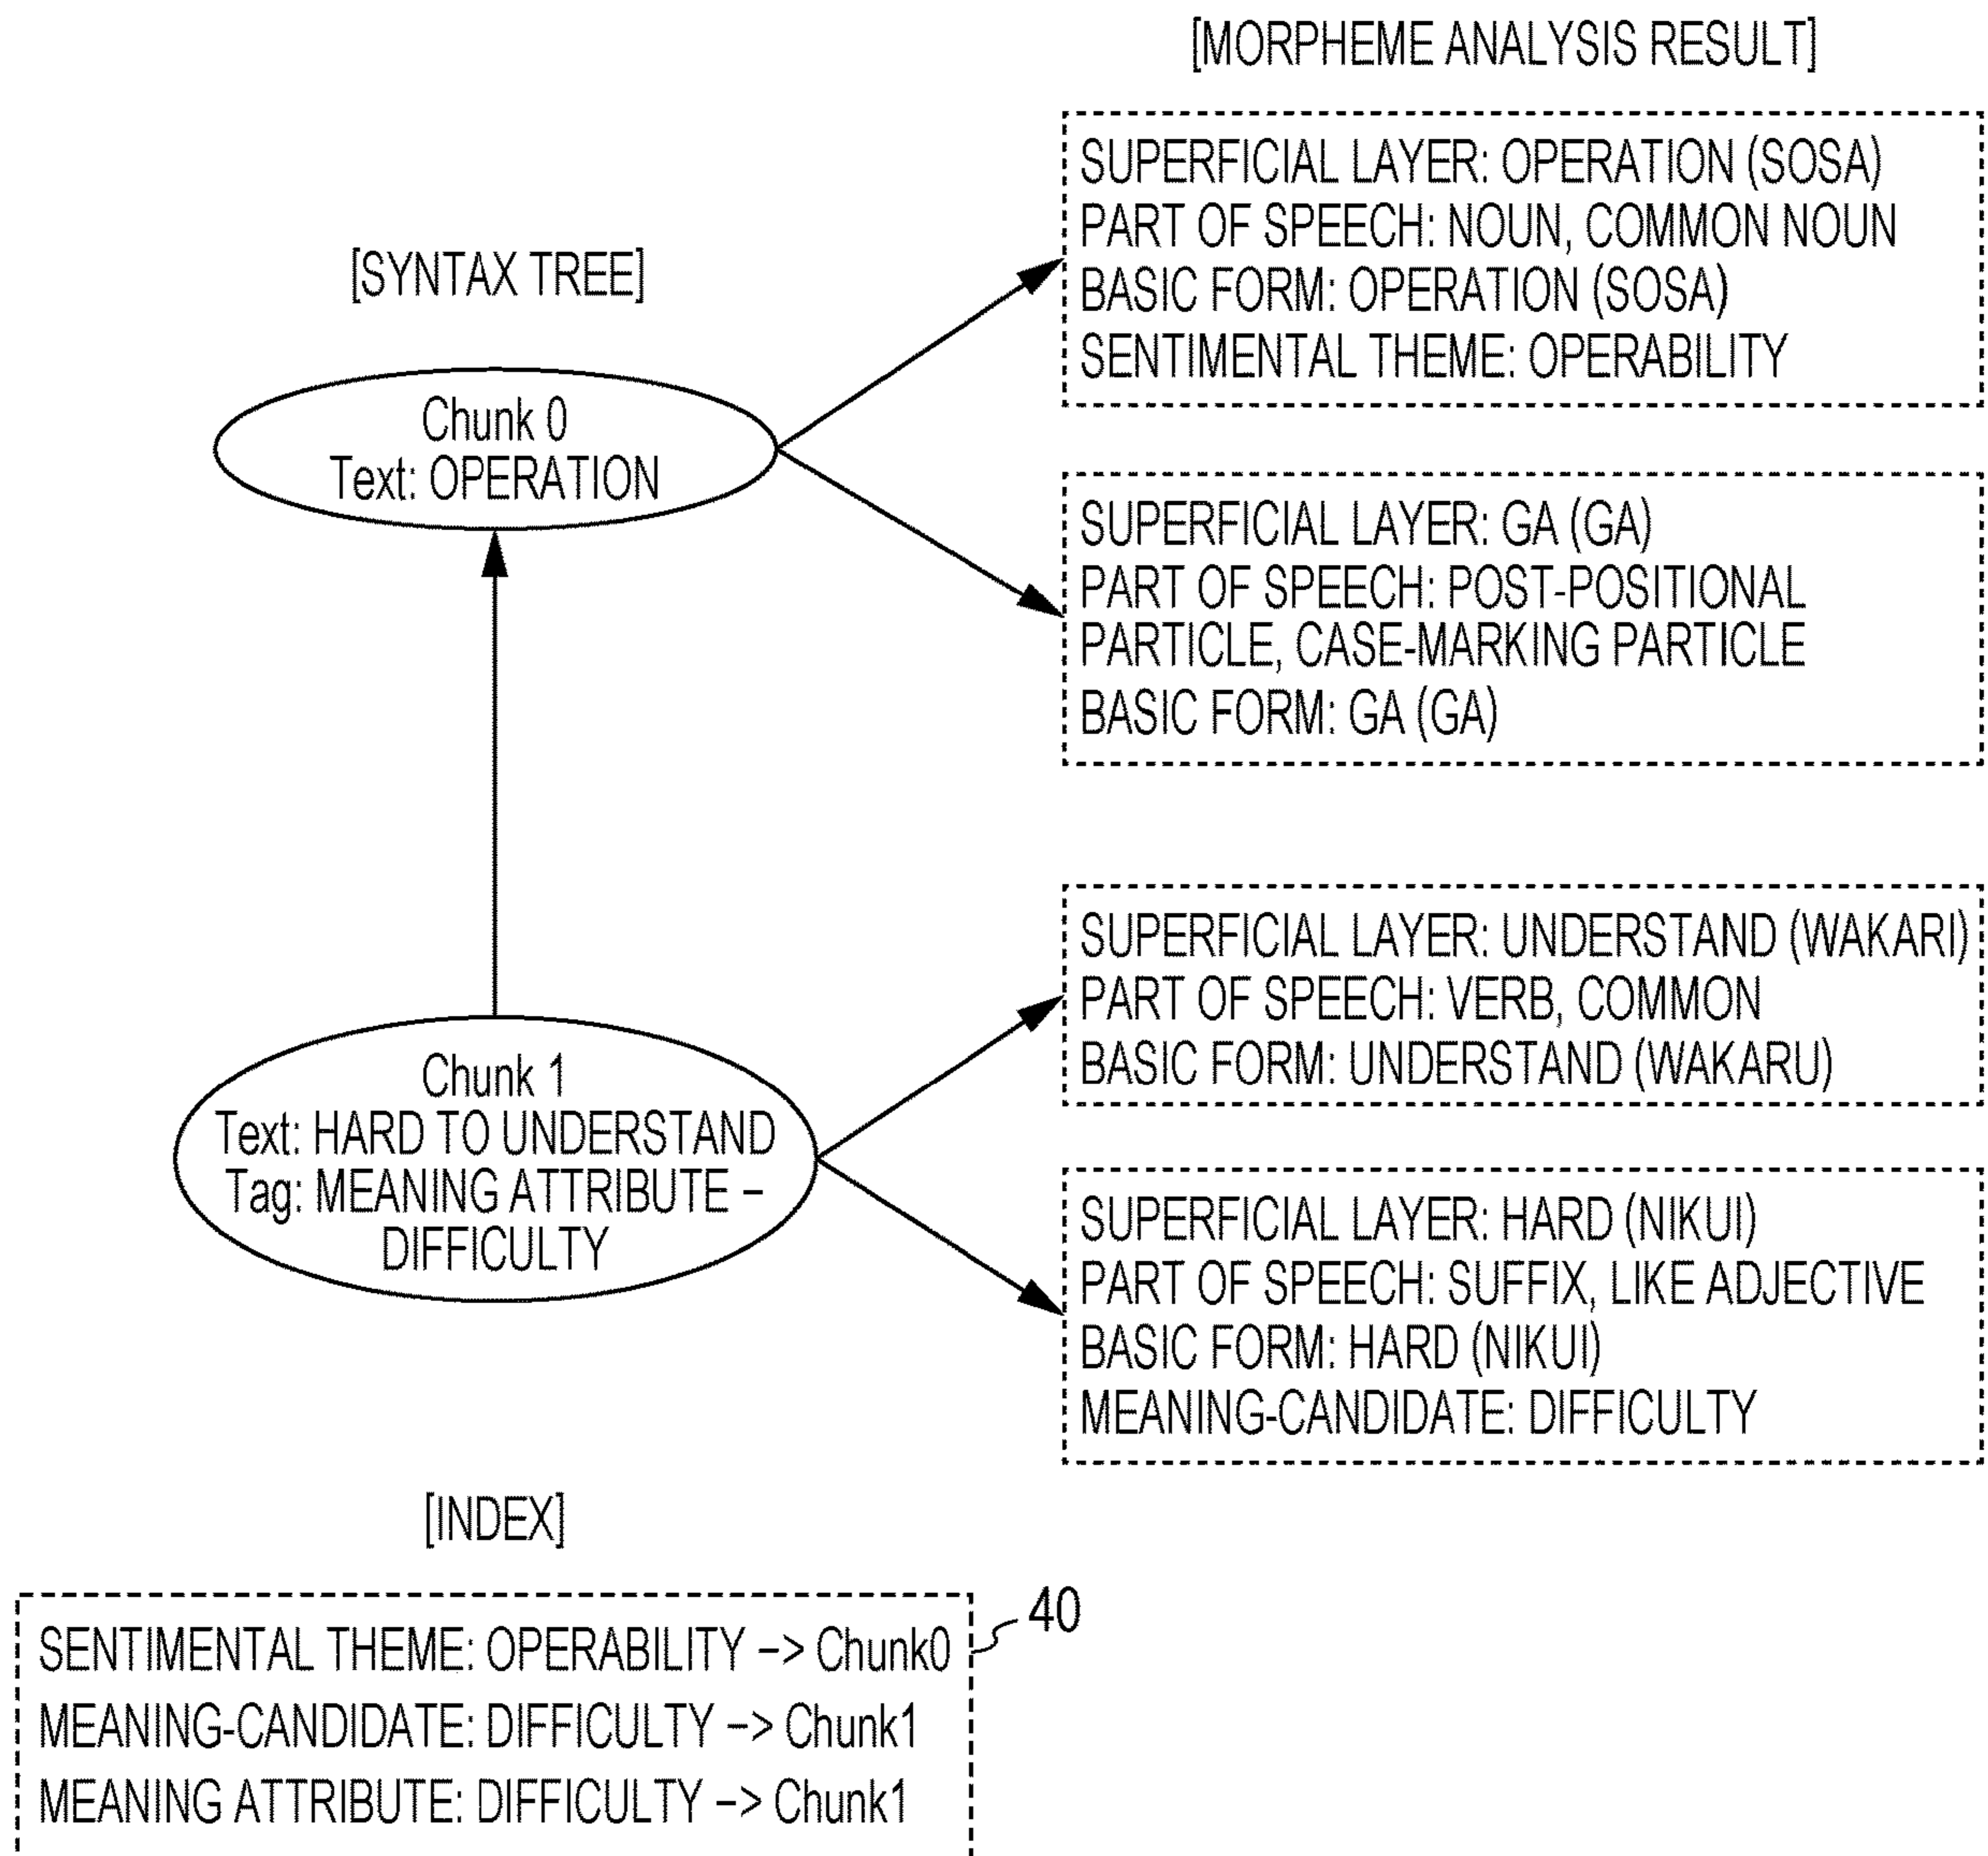 [MORPHEME ANALYSIS RESULT]
SUPERFICIAL LAYER: OPERATION (SOSA)
PART OF SPEECH: NOUN, COMMON NOUN
BASIC FORM: OPERATION (SOSA)
SENTIMENTAL THEME: OPERABILITY
[SYNTAX TREE]
Chunk 0
Text: OPERATION
SUPERFICIAL LAYER: GA (GA)
PART OF SPEECH: POST-POSITIONAL
PARTICLE, CASE-MARKING PARTICLE
BASIC FORM: GA (GA)
SUPERFICIAL LAYER: UNDERSTAND (WAKARI)
PART OF SPEECH: VERB, COMMON
BASIC FORM: UNDERSTAND (WAKARU)
Chunk 1
Text: HARD TO UNDERSTAND
Tag: MEANING ATTRIBUTE –
DIFFICULTY
SUPERFICIAL LAYER: HARD (NIKUI)
PART OF SPEECH: SUFFIX, LIKE ADJECTIVE
BASIC FORM: HARD (NIKUI)
MEANING-CANDIDATE: DIFFICULTY
[INDEX]
40
SENTIMENTAL THEME: OPERABILITY –> Chunk0
MEANING-CANDIDATE: DIFFICULTY –> Chunk1
MEANING ATTRIBUTE: DIFFICULTY –> Chunk1